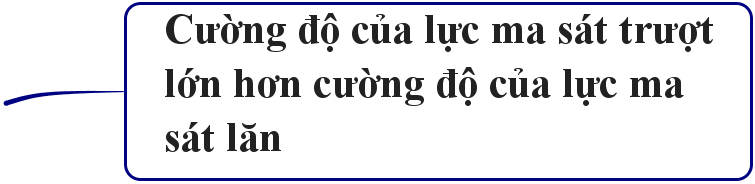 Cường độ của lực ma sát trượt
lớn hơn cường độ của lực ma
sát lăn